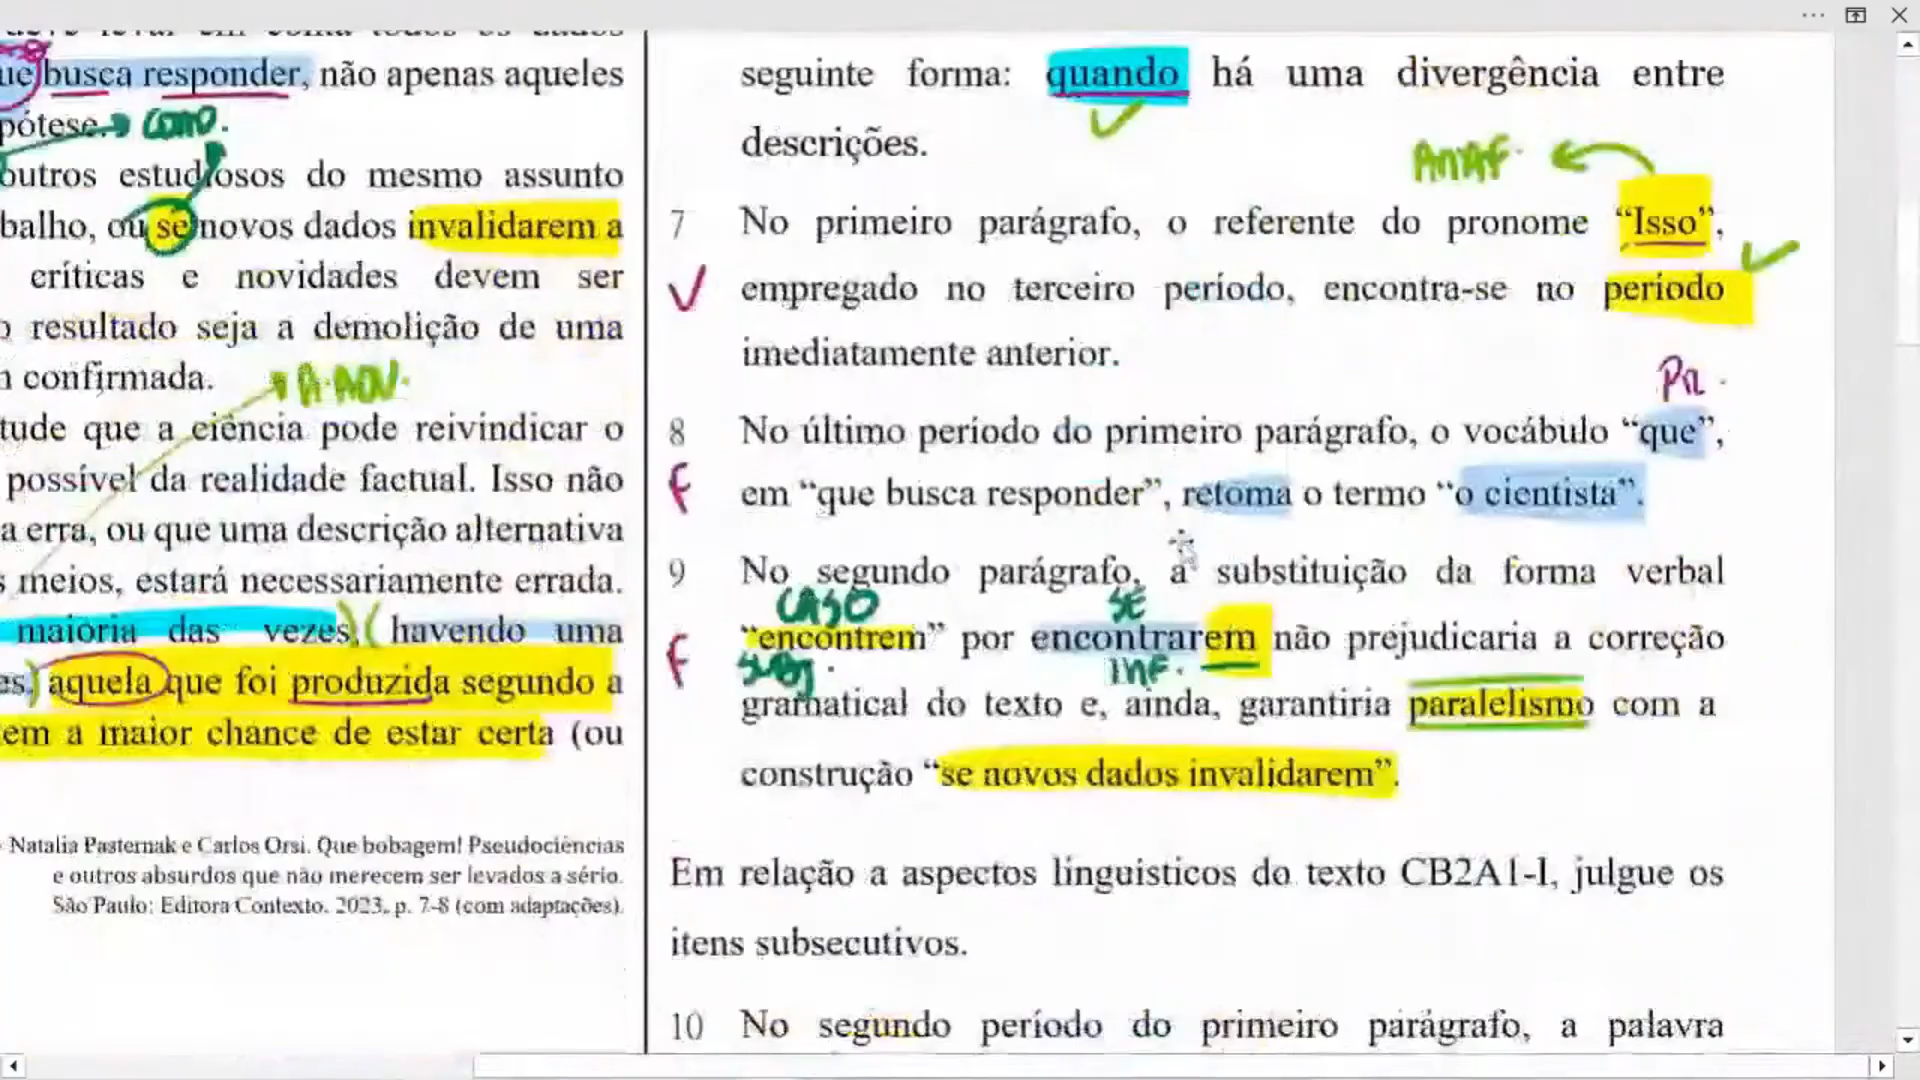 ue busca responder, não apenas aqueles
pótese. COMO.
outros estudiosos do mesmo assunto
balho, ou se novos dados invalidarem a
críticas e novidades devem ser
o resultado seja a demolição de uma
confirmada.
A.ADV.
tude que a ciência pode reivindicar o
possível da realidade factual. Isso não
a erra, ou que uma descrição alternativa
s meios, estará necessariamente errada.
maioria das vezes, havendo uma
es) aquela que foi produzida segundo a
em a maior chance de estar certa (ou
Natalia Pasternak e Carlos Orsi. Que bobagem! Pseudociências
e outros absurdos que não merecem ser levados a sério.
São Paulo: Editora Contexto, 2023, p. 7-8 (com adaptações).
seguinte forma: quando há uma divergência entre
descrições.
ANAF.
7 No primeiro parágrafo, o referente do pronome “Isso”,
V empregado no terceiro período, encontra-se no período
imediatamente anterior.
PR.
8 No último período do primeiro parágrafo, o vocábulo “que”,
F em “que busca responder”, retoma o termo “o cientista”.
9 No segundo parágrafo, a substituição da forma verbal
CASO SE
F “encontrem” por encontrarem não prejudicaria a correção
SUBJ. INF.
gramatical do texto e, ainda, garantiria paralelismo com a
construção “se novos dados invalidarem”.
Em relação a aspectos linguísticos do texto CB2A1-I, julgue os
itens subsecutivos.
10 No segundo período do primeiro parágrafo, a palavra